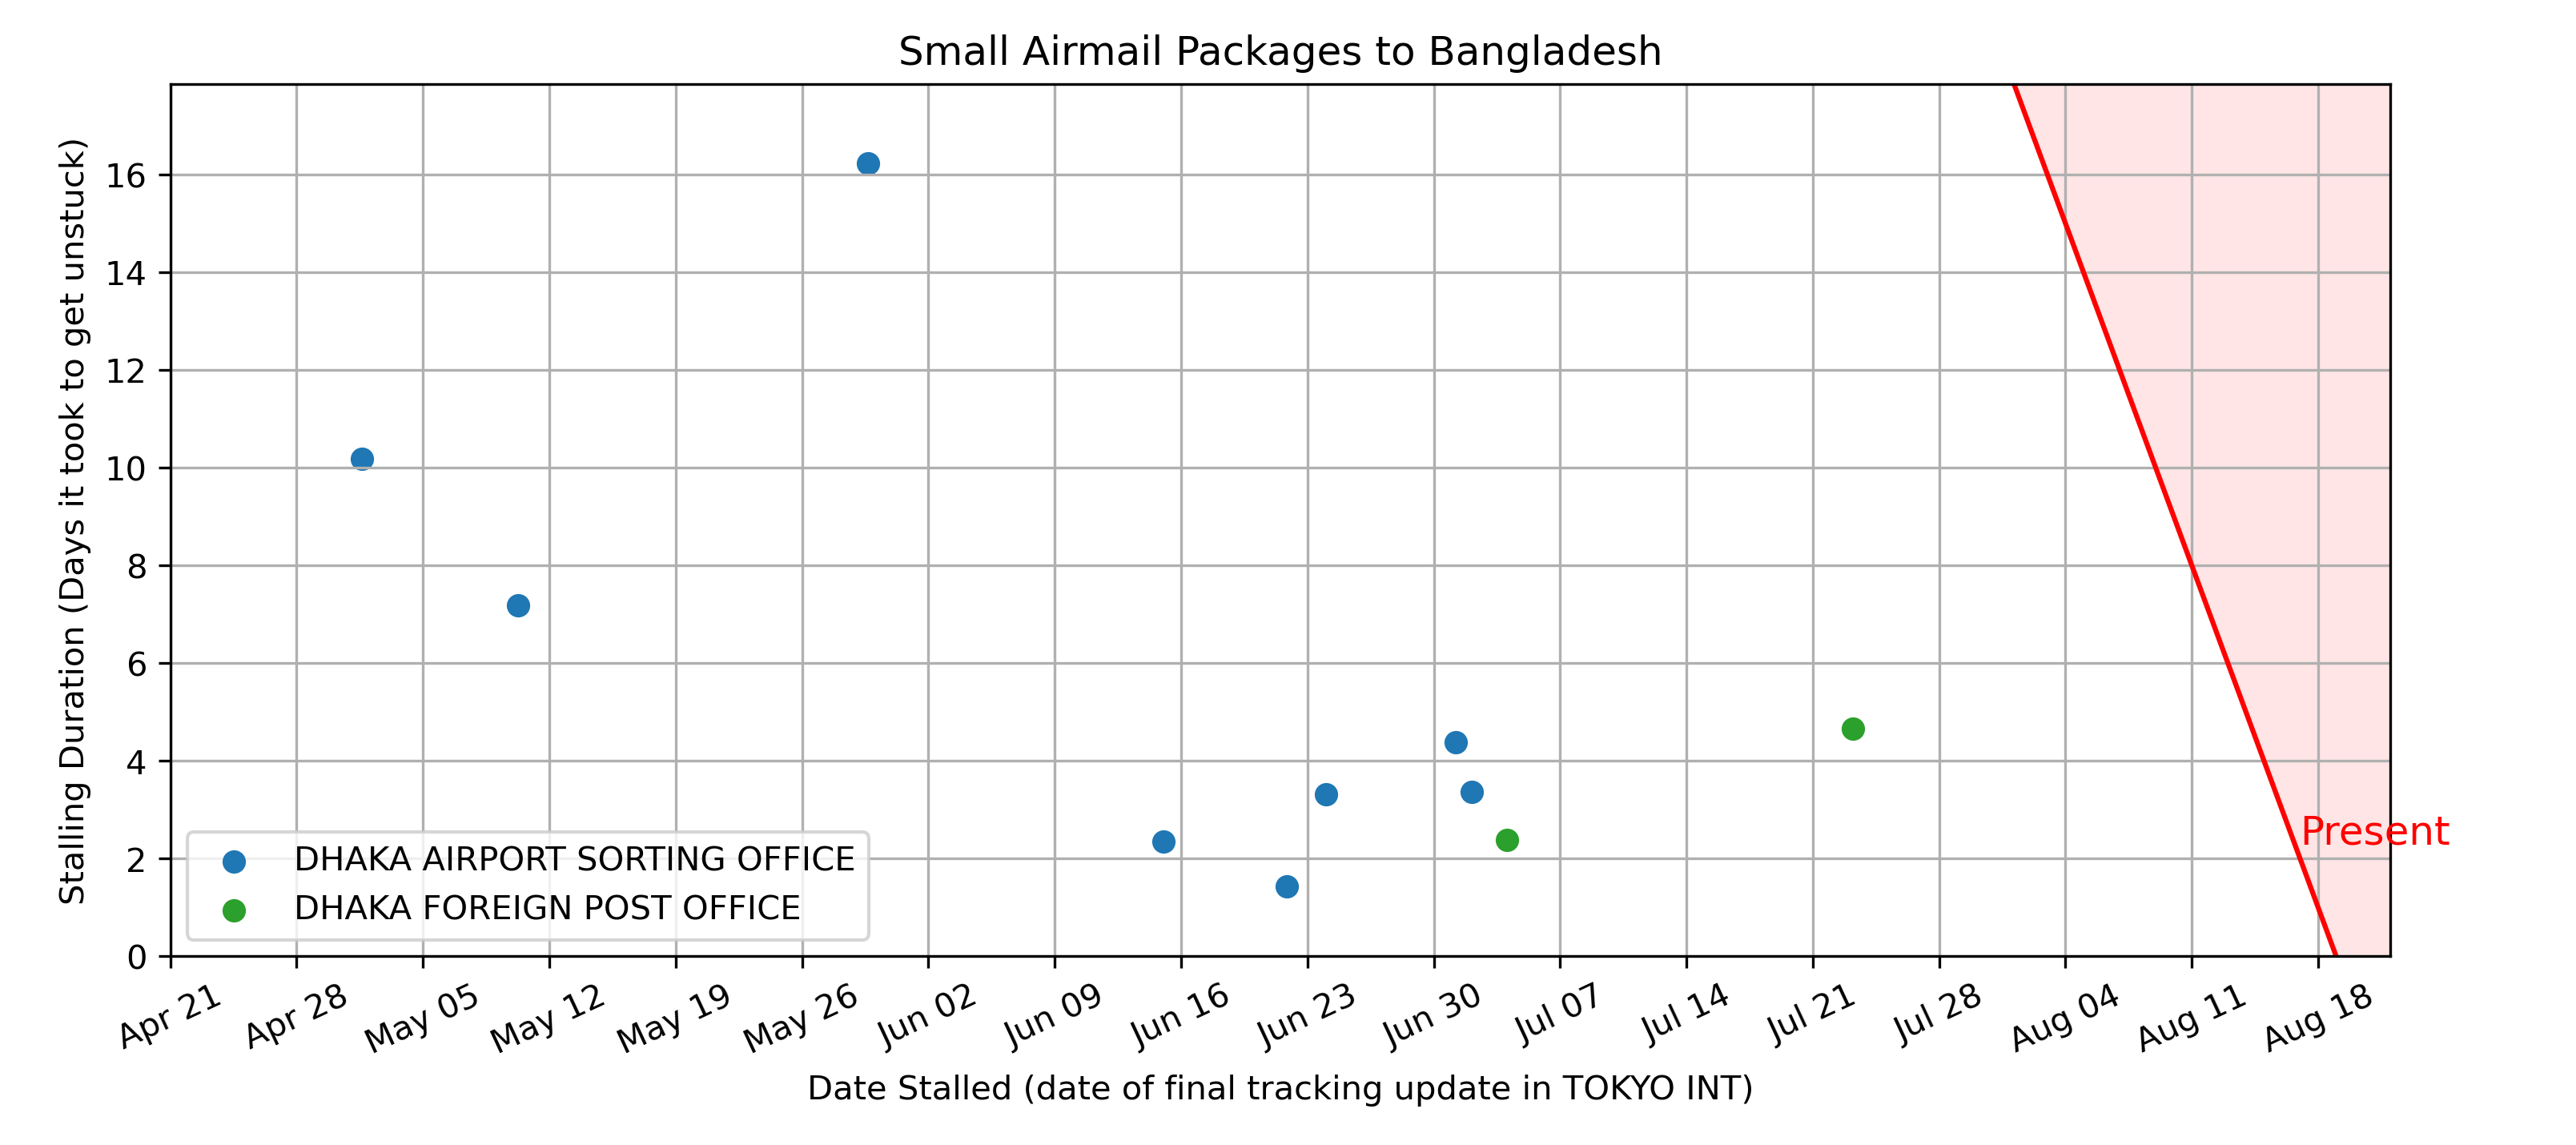 Small Airmail Packages to Bangladesh
Stalling Duration (Days it took to get unstuck)
16
14
12
10
8
6
4
2
0
Present
DHAKA AIRPORT SORTING OFFICE
DHAKA FOREIGN POST OFFICE
Apr 21
Apr 28
May 05
May 12
May 19
May 26
Jun 02
Jun 09
Jun 16
Jun 23
Jun 30
Jul 07
Jul 14
Jul 21
Jul 28
Aug 04
Aug 11
Aug 18
Date Stalled (date of final tracking update in TOKYO INT)